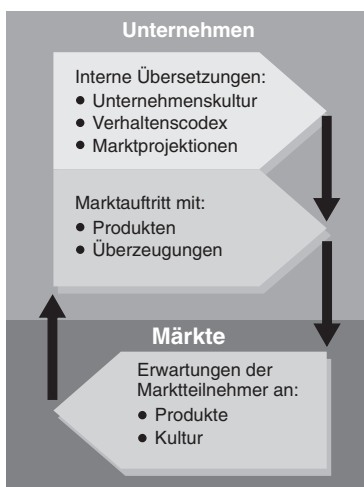 Unternehmen
Interne Übersetzungen:
• Unternehmenskultur
• Verhaltenscodex
• Marktprojektionen
Marktauftritt mit:
• Produkten
• Überzeugungen
Märkte
Erwartungen der
Marktteilnehmer an:
• Produkte
• Kultur